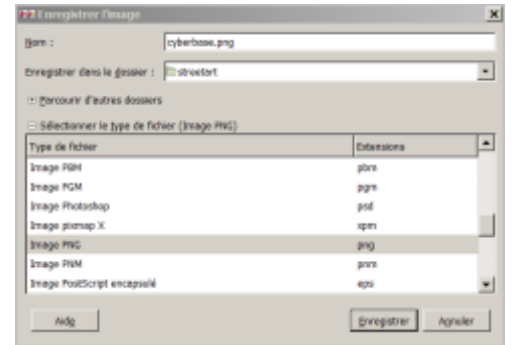 Enregistrer l'image
Nom : cyberbase.png
Enregistrer dans le dossier : streetart
Parcourir d'autres dossiers
Sélectionner le type de fichier (Image PNG)
Type de fichier Extensions
Image PBM pbm
Image PGM pgm
Image Photoshop psd
Image pixmap X xpm
Image PNG png
Image PNM pnm
Image PostScript encapsulé eps
Aide Enregistrer Annuler